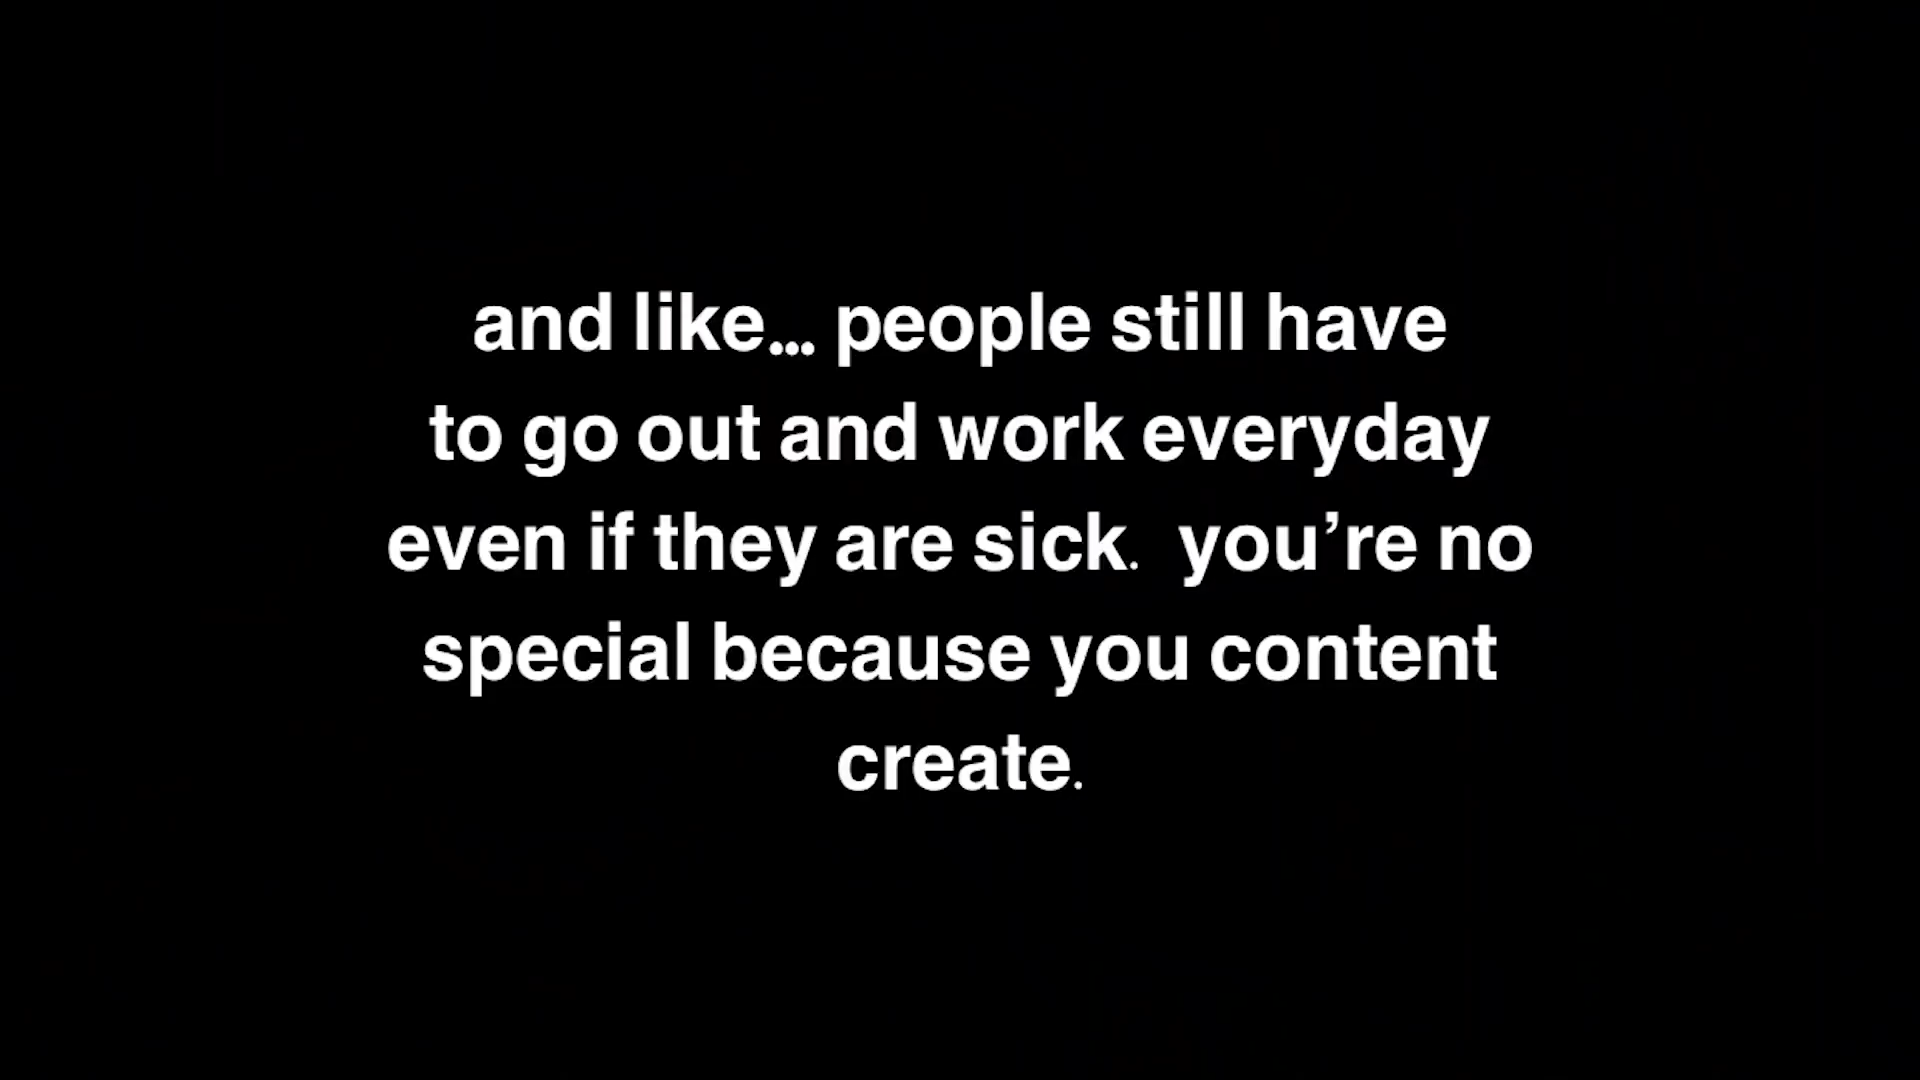 and like... people still have
to go out and work everyday
even if they are sick.  you’re no
special because you content
create.